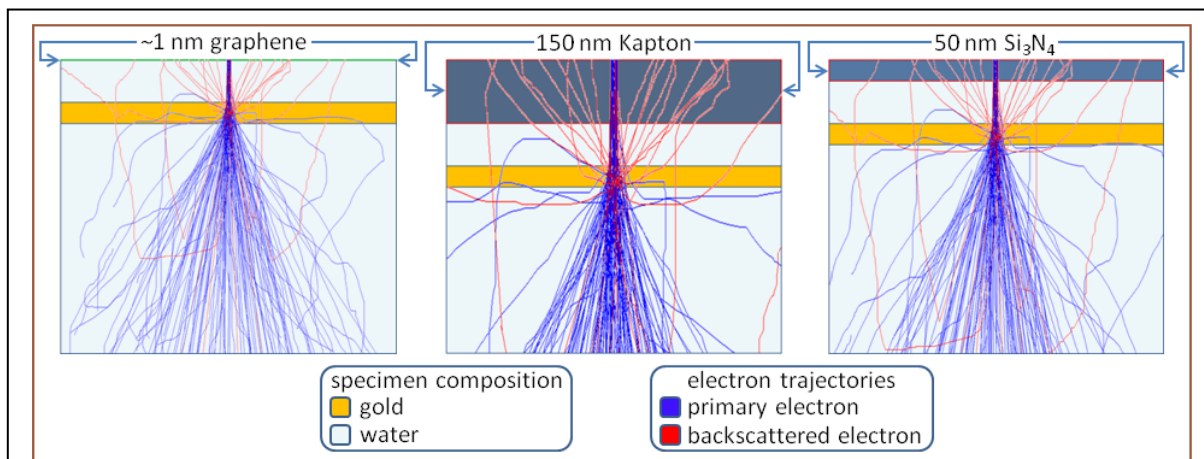 ~1 nm graphene
150 nm Kapton
50 nm Si₃N₄
specimen composition
gold
water
electron trajectories
primary electron
backscattered electron